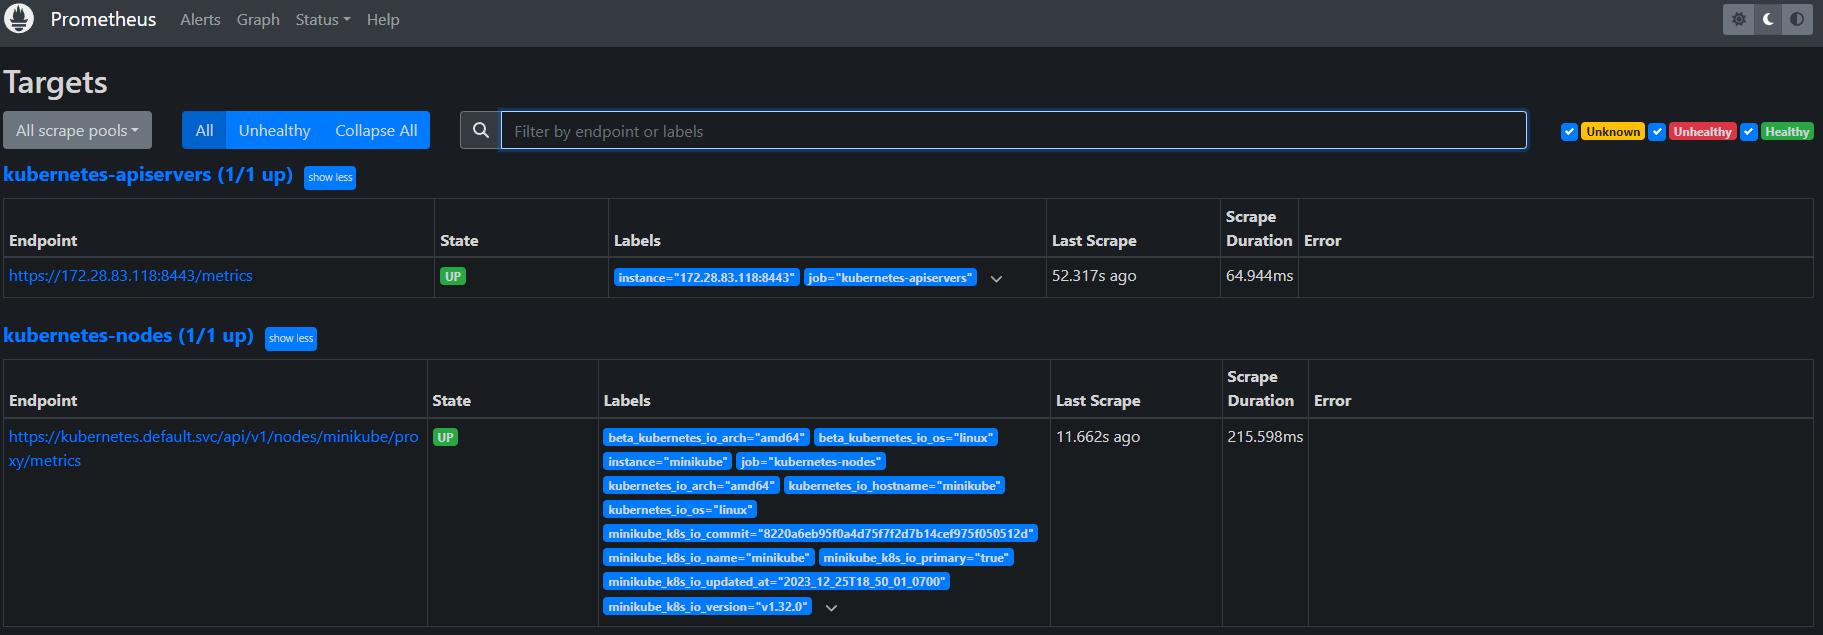 Prometheus Alerts Graph Status Help
Targets
All scrape pools All Unhealthy Collapse All Filter by endpoint or labels Unknown Unhealthy Healthy
kubernetes-apiservers (1/1 up) show less
Endpoint State Labels Last Scrape Scrape Duration Error
https://172.28.83.118:8443/metrics UP instance="172.28.83.118:8443" job="kubernetes-apiservers" 52.317s ago 64.944ms
kubernetes-nodes (1/1 up) show less
Endpoint State Labels Last Scrape Scrape Duration Error
https://kubernetes.default.svc/api/v1/nodes/minikube/pro
xy/metrics
UP
beta_kubernetes_io_arch="amd64" beta_kubernetes_io_os="linux"
instance="minikube" job="kubernetes-nodes"
kubernetes_io_arch="amd64" kubernetes_io_hostname="minikube"
kubernetes_io_os="linux"
minikube_k8s_io_commit="8220a6eb95f0a4d75f7f2d7b14cef975f050512d"
minikube_k8s_io_name="minikube" minikube_k8s_io_primary="true"
minikube_k8s_io_updated_at="2023_12_25T18_50_01_0700"
minikube_k8s_io_version="v1.32.0"
11.662s ago
215.598ms